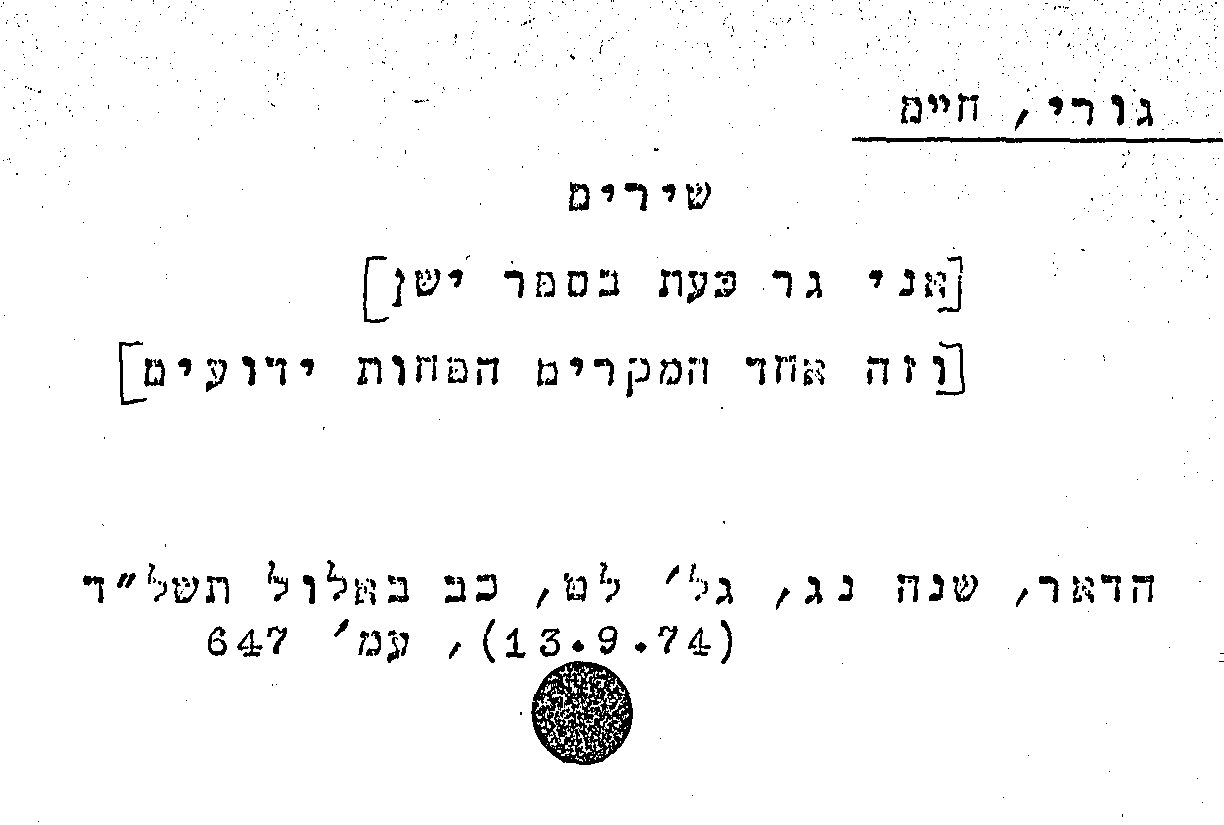 גורי, חיים
שירים
[אני גר כעת בספר ישן]
[וזה אחד המקרים הפחות ידועים]
הדאר, שנה נג, גל' לט, כב באלול תשל"ד
(13.9.74), עמ' 647